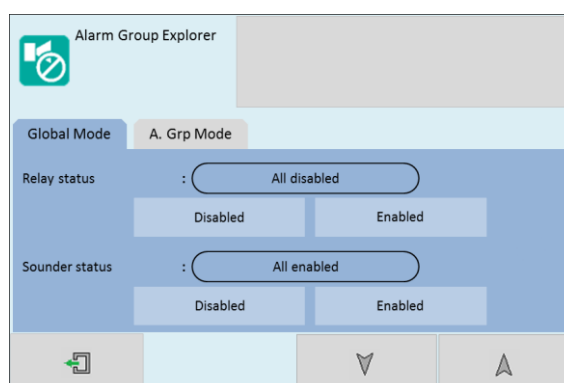 Alarm Group Explorer
Global Mode A. Grp Mode
Relay status : All disabled
Disabled Enabled
Sounder status : All enabled
Disabled Enabled